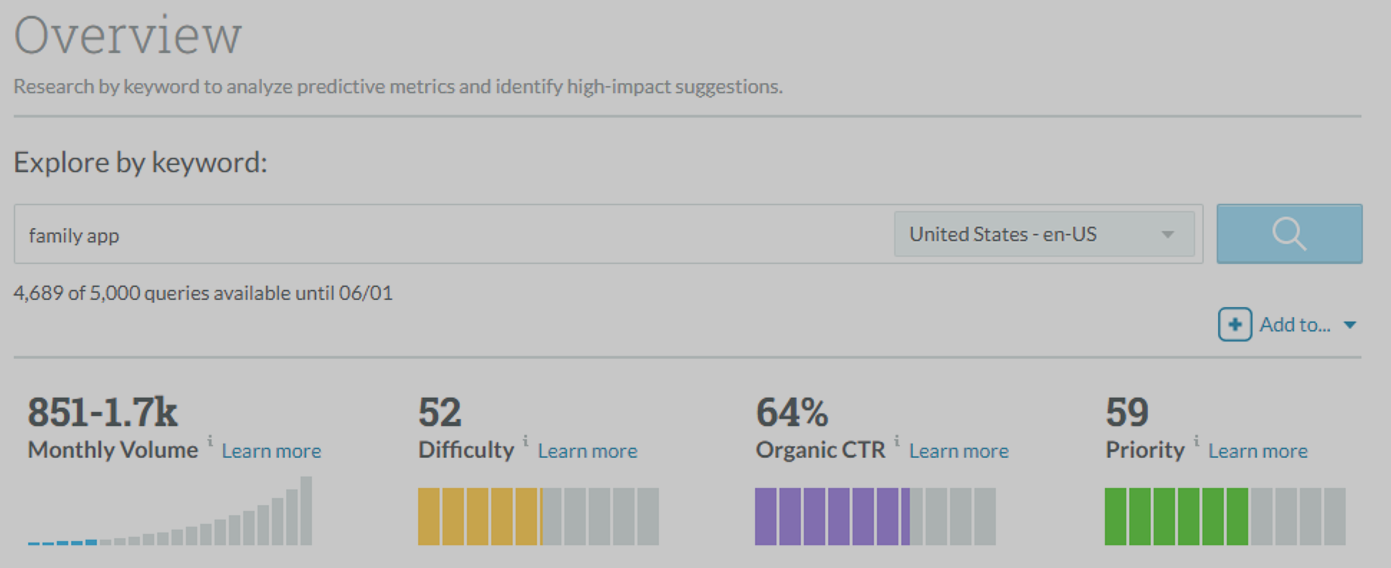 Overview
Research by keyword to analyze predictive metrics and identify high-impact suggestions.
Explore by keyword:
family app
United States - en-US
4,689 of 5,000 queries available until 06/01
Add to...
851-1.7k
Monthly Volume i Learn more
52
Difficulty i Learn more
64%
Organic CTR i Learn more
59
Priority i Learn more